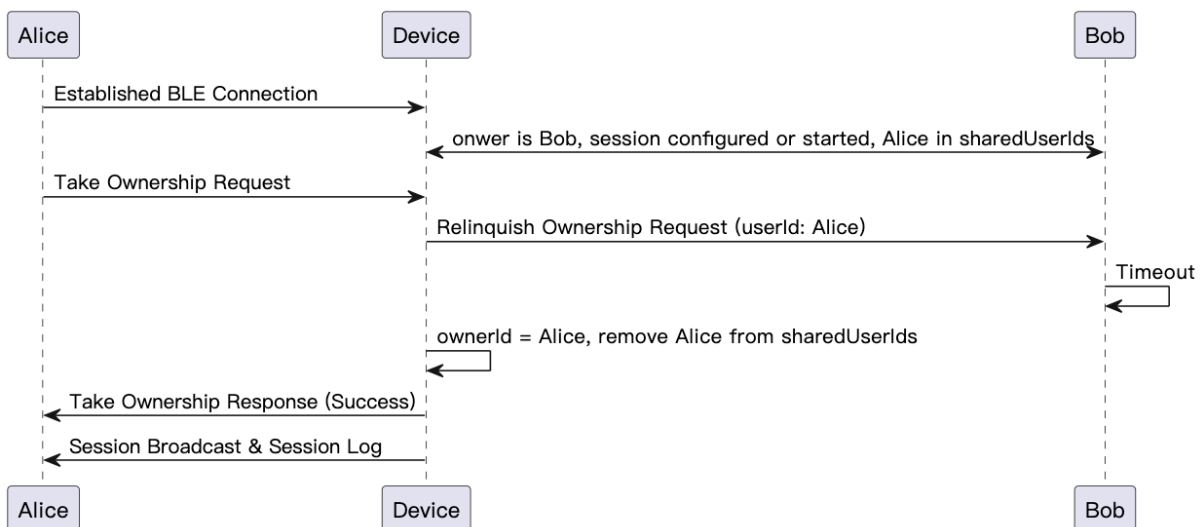 Alice Device Bob
Established BLE Connection
onwer is Bob, session configured or started, Alice in sharedUserIds
Take Ownership Request
Relinquish Ownership Request (userId: Alice)
Timeout
ownerId = Alice, remove Alice from sharedUserIds
Take Ownership Response (Success)
Session Broadcast & Session Log
Alice Device Bob